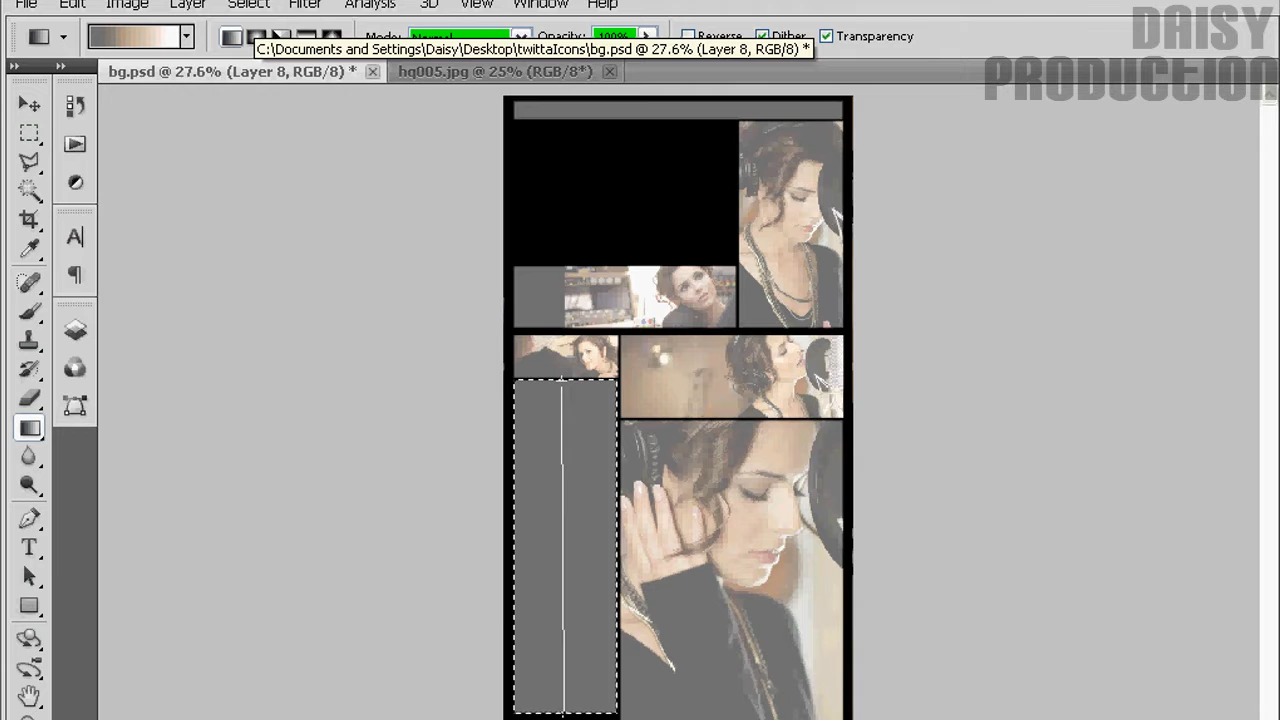 File Edit Image Layer Select Filter Analysis 3D View Window Help
DAISY
PRODUCTION
Mode: Normal Opacity: 100% Reverse Dither Transparency
C:\Documents and Settings\Daisy\Desktop\twittaIcons\bg.psd @ 27.6% (Layer 8, RGB/8) *
bg.psd @ 27.6% (Layer 8, RGB/8) * hq005.jpg @ 25% (RGB/8*)